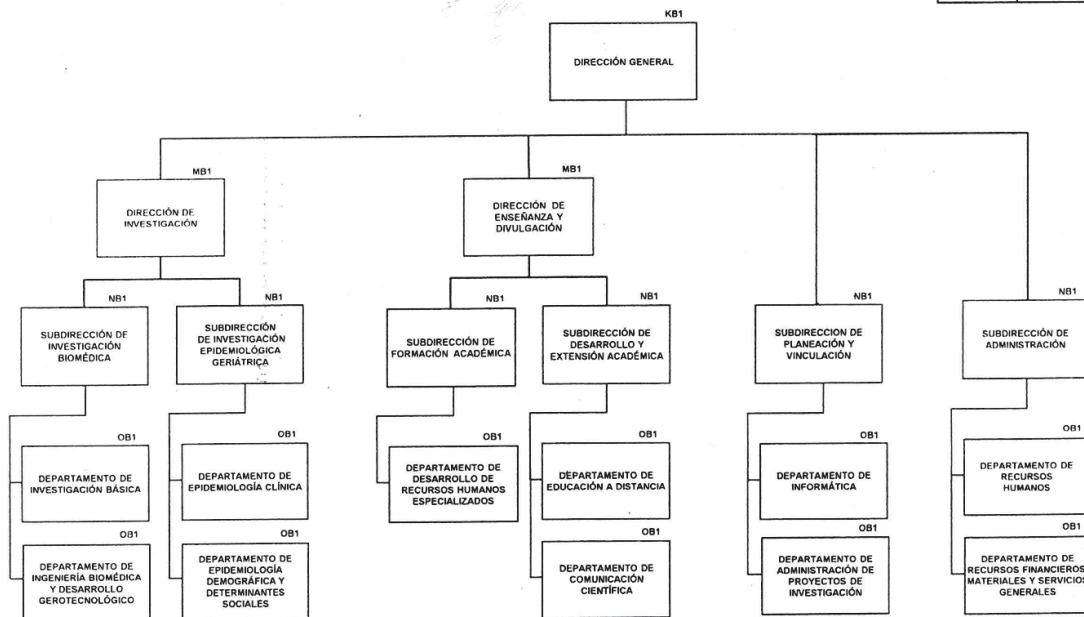 KB1
DIRECCIÓN GENERAL
MB1
DIRECCIÓN DE
INVESTIGACIÓN
MB1
DIRECCIÓN DE
ENSEÑANZA Y
DIVULGACIÓN
NB1
SUBDIRECCIÓN DE
INVESTIGACIÓN
BIOMÉDICA
NB1
SUBDIRECCIÓN
DE INVESTIGACIÓN
EPIDEMIOLÓGICA
GERIÁTRICA
NB1
SUBDIRECCIÓN DE
FORMACIÓN ACADÉMICA
NB1
SUBDIRECCIÓN DE
DESARROLLO Y
EXTENSIÓN ACADÉMICA
NB1
SUBDIRECCION DE
PLANEACIÓN Y
VINCULACIÓN
NB1
SUBDIRECCIÓN DE
ADMINISTRACIÓN
OB1
DEPARTAMENTO DE
INVESTIGACIÓN BÁSICA
OB1
DEPARTAMENTO DE
EPIDEMIOLOGÍA CLÍNICA
OB1
DEPARTAMENTO DE
DESARROLLO DE
RECURSOS HUMANOS
ESPECIALIZADOS
OB1
DEPARTAMENTO DE
EDUCACIÓN A DISTANCIA
OB1
DEPARTAMENTO DE
INFORMÁTICA
OB1
DEPARTAMENTO DE
RECURSOS
HUMANOS
OB1
DEPARTAMENTO DE
INGENIERÍA BIOMÉDICA
Y DESARROLLO
GEROTECNOLÓGICO
OB1
DEPARTAMENTO DE
EPIDEMIOLOGÍA
DEMOGRÁFICA Y
DETERMINANTES
SOCIALES
OB1
DEPARTAMENTO DE
COMUNICACIÓN
CIENTÍFICA
OB1
DEPARTAMENTO DE
ADMINISTRACIÓN DE
PROYECTOS DE
INVESTIGACIÓN
OB1
DEPARTAMENTO DE
RECURSOS FINANCIEROS
MATERIALES Y SERVICIOS
GENERALES